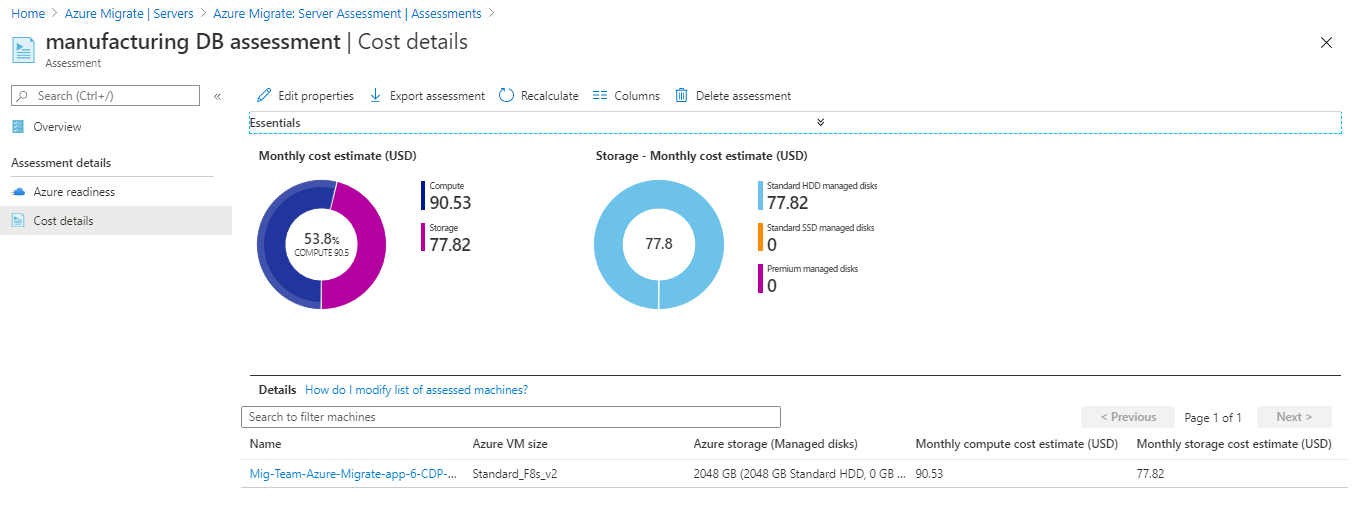 Home > Azure Migrate | Servers > Azure Migrate: Server Assessment | Assessments >
manufacturing DB assessment | Cost details
Assessment
Search (Ctrl+/)
«
Overview
Assessment details
Azure readiness
Cost details
Edit properties
Export assessment
Recalculate
Columns
Delete assessment
Essentials
Monthly cost estimate (USD)
53.8%
COMPUTE 90.5
Compute
90.53
Storage
77.82
Storage - Monthly cost estimate (USD)
77.8
Standard HDD managed disks
77.82
Standard SSD managed disks
0
Premium managed disks
0
Details How do I modify list of assessed machines?
Search to filter machines
< Previous Page 1 of 1 Next >
Name Azure VM size Azure storage (Managed disks) Monthly compute cost estimate (USD) Monthly storage cost estimate (USD)
Mig-Team-Azure-Migrate-app-6-CDP-... Standard_F8s_v2 2048 GB (2048 GB Standard HDD, 0 GB ... 90.53 77.82